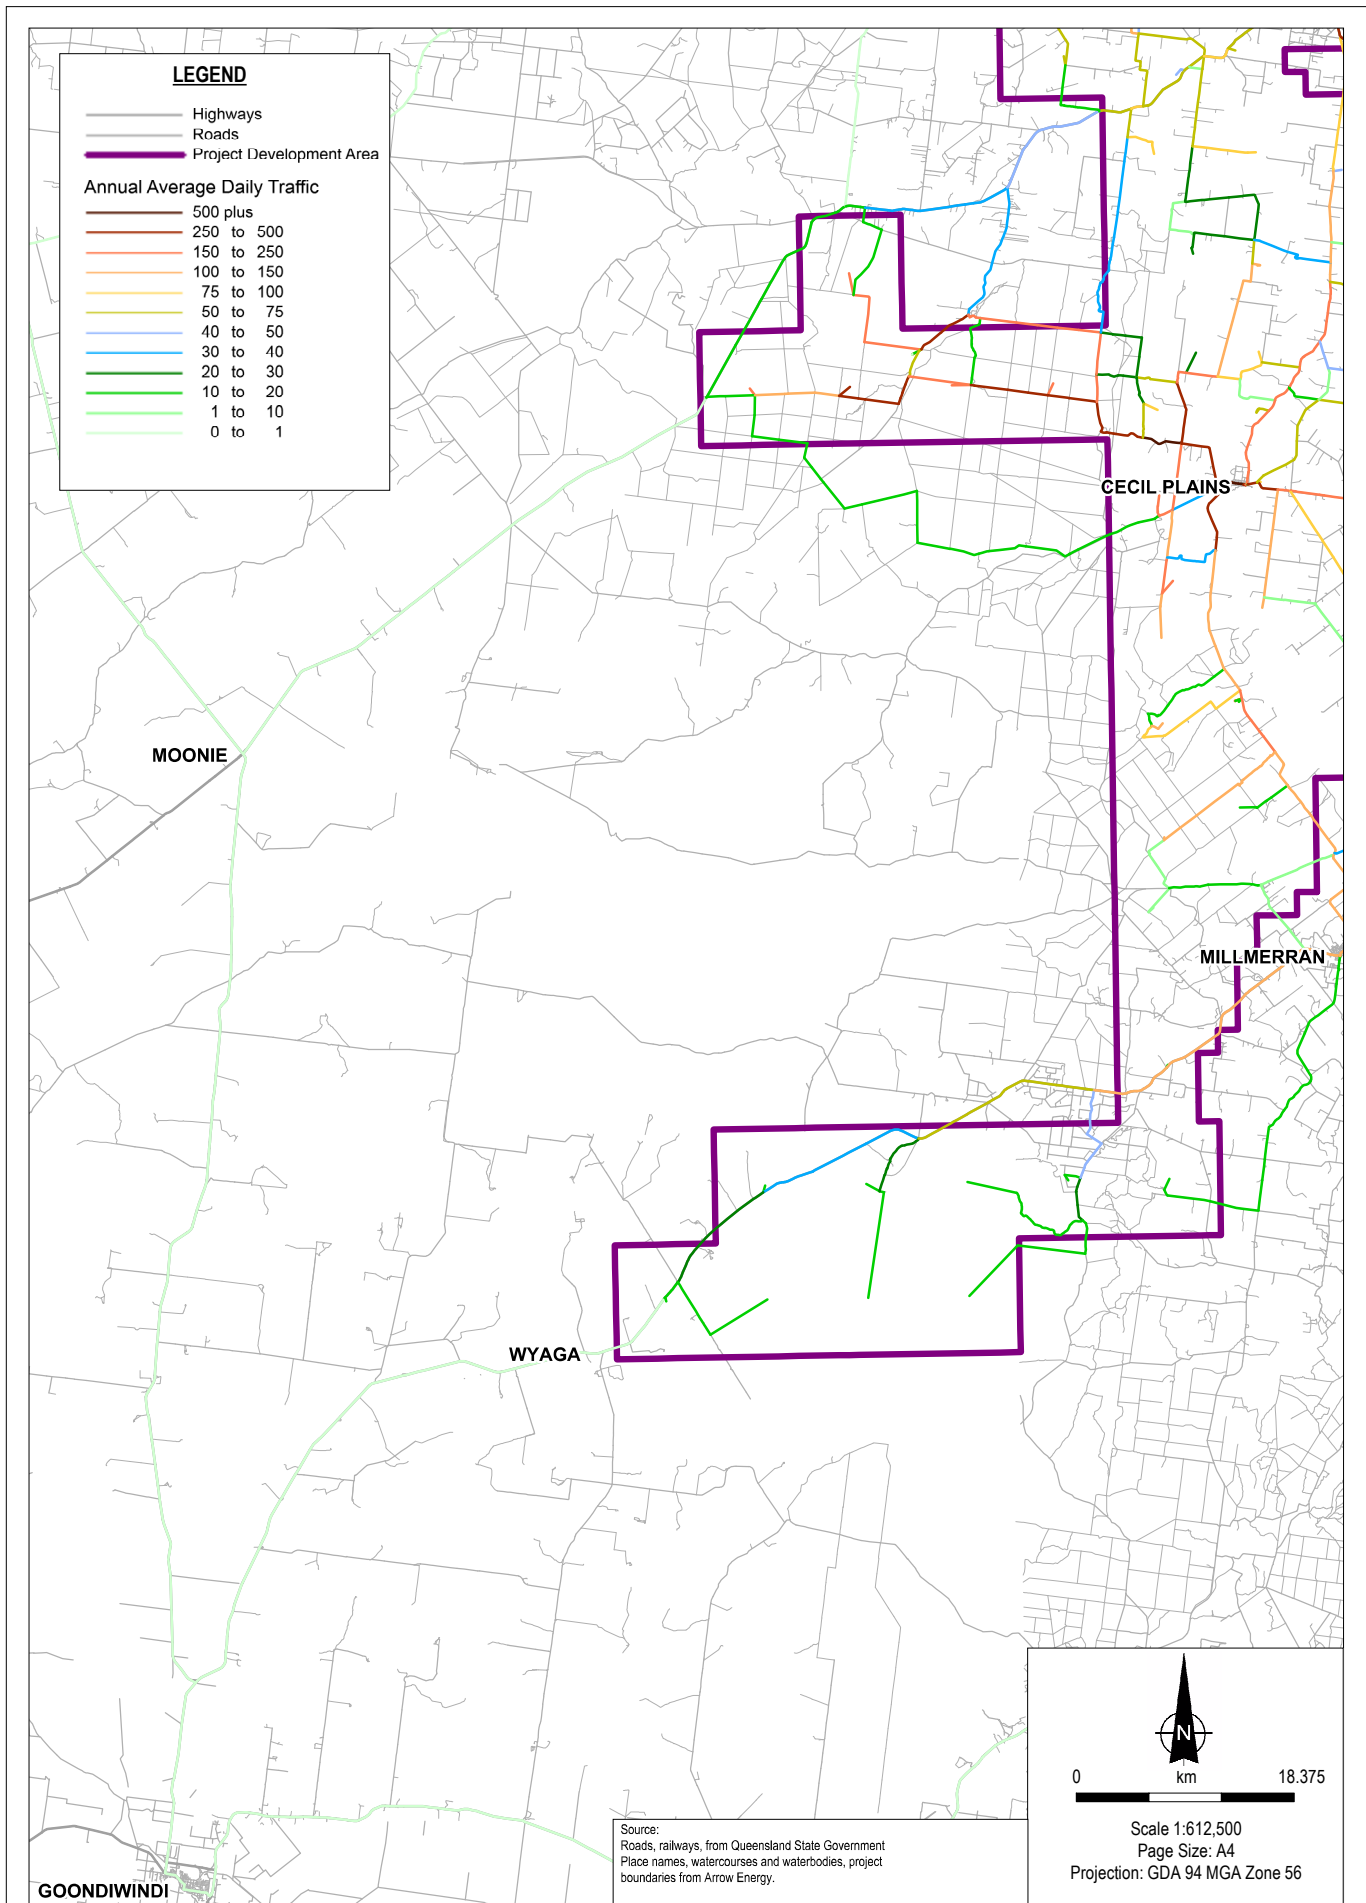 LEGEND
Highways
Roads
Project Development Area
Annual Average Daily Traffic
500 plus
250 to 500
150 to 250
100 to 150
75 to 100
50 to 75
40 to 50
30 to 40
20 to 30
10 to 20
1 to 10
0 to 1
CECIL PLAINS
MOONIE
MILLMERRAN
WYAGA
GOONDIWINDI
Source:
Roads, railways, from Queensland State Government
Place names, watercourses and waterbodies, project
boundaries from Arrow Energy.
N
0 km 18.375
Scale 1:612,500
Page Size: A4
Projection: GDA 94 MGA Zone 56